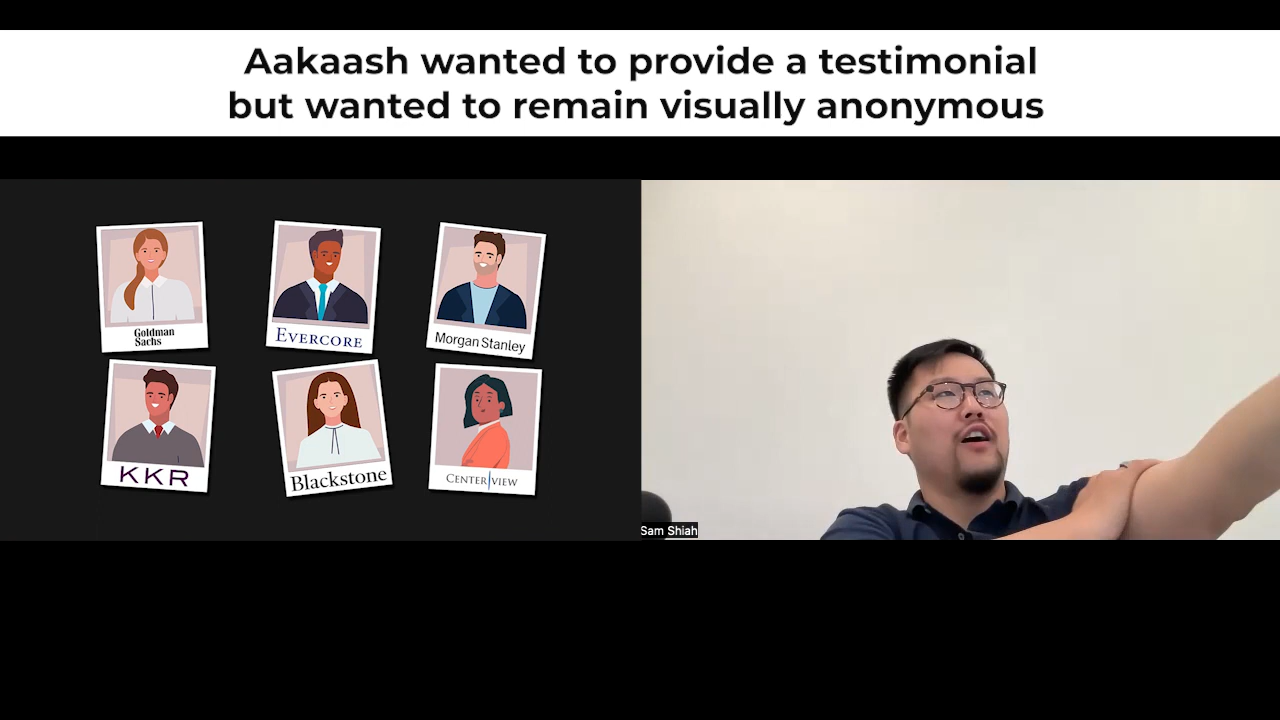 Aakaash wanted to provide a testimonial
but wanted to remain visually anonymous
Goldman
Sachs
EVERCORE
Morgan Stanley
KKR
Blackstone
CENTERVIEW
Sam Shiah